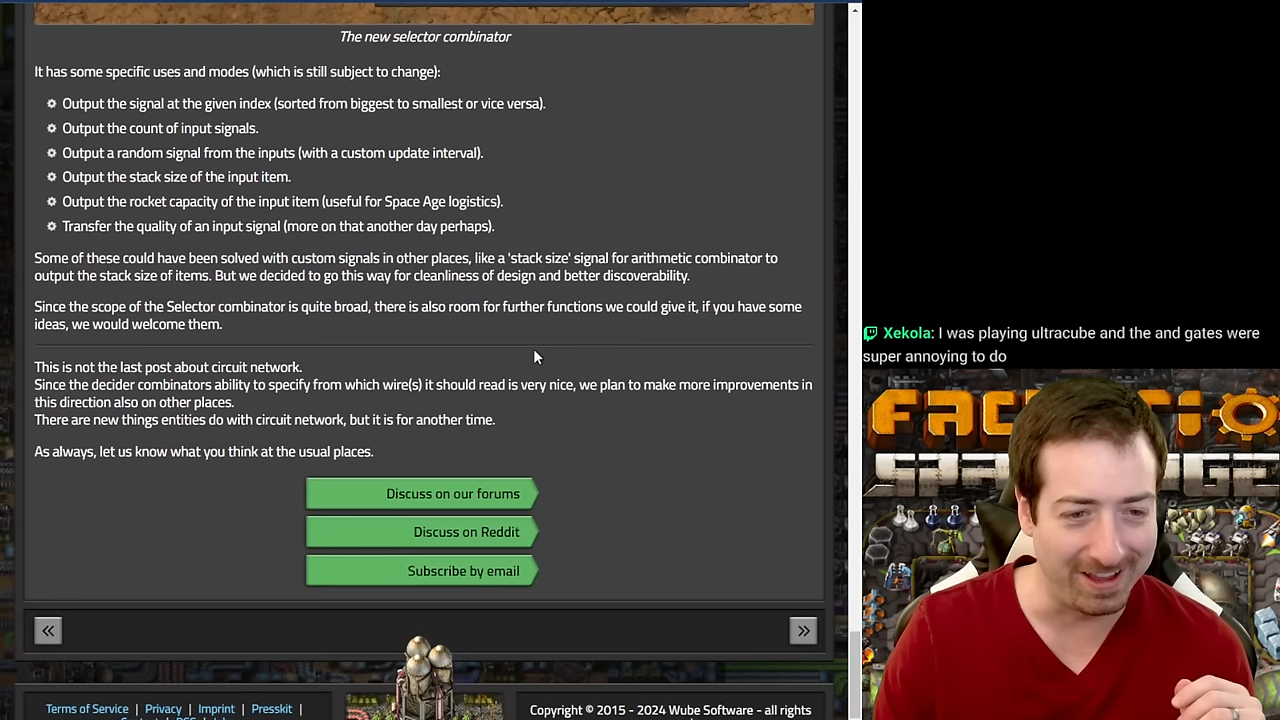 The new selector combinator
It has some specific uses and modes (which is still subject to change):
Output the signal at the given index (sorted from biggest to smallest or vice versa).
Output the count of input signals.
Output a random signal from the inputs (with a custom update interval).
Output the stack size of the input item.
Output the rocket capacity of the input item (useful for Space Age logistics).
Transfer the quality of an input signal (more on that another day perhaps).
Some of these could have been solved with custom signals in other places, like a 'stack size' signal for arithmetic combinator to
output the stack size of items. But we decided to go this way for cleanliness of design and better discoverability.
Since the scope of the Selector combinator is quite broad, there is also room for further functions we could give it, if you have some
ideas, we would welcome them.
This is not the last post about circuit network.
Since the decider combinators ability to specify from which wire(s) it should read is very nice, we plan to make more improvements in
this direction also on other places.
There are new things entities do with circuit network, but it is for another time.
As always, let us know what you think at the usual places.
Discuss on our forums
Discuss on Reddit
Subscribe by email
Terms of Service | Privacy | Imprint | Presskit |
Copyright © 2015 - 2024 Wube Software - all rights
Xekola: I was playing ultracube and the and gates were
super annoying to do